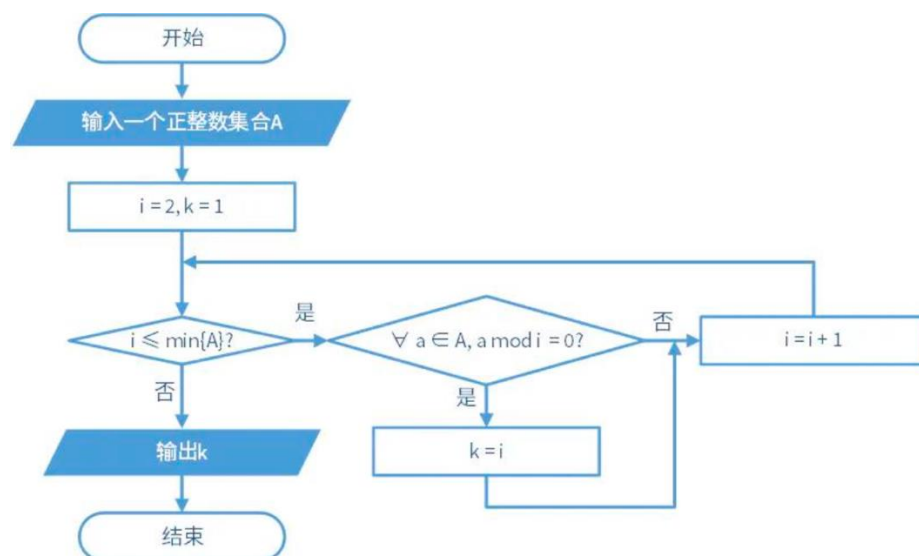 开始
输入一个正整数集合A
i = 2, k = 1
i ≤ min{A}?
是
∀ a ∈ A, a mod i = 0?
否
i = i + 1
否
是
输出k
k = i
结束